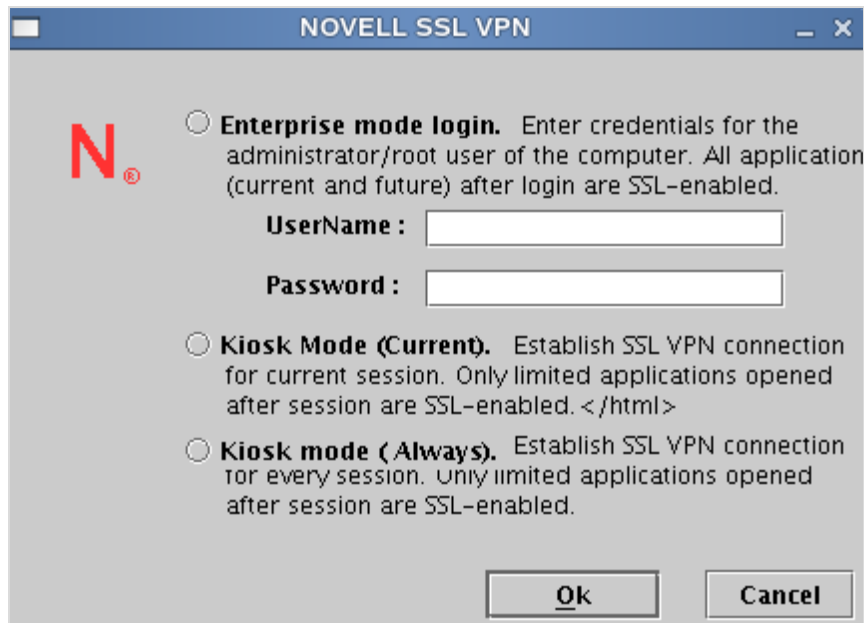 NOVELL SSL VPN
N®
Enterprise mode login. Enter credentials for the
administrator/root user of the computer. All application
(current and future) after login are SSL-enabled.
UserName :
Password :
Kiosk Mode (Current). Establish SSL VPN connection
for current session. Only limited applications opened
after session are SSL-enabled.</html>
Kiosk mode ( Always). Establish SSL VPN connection
for every session. Only limited applications opened
after session are SSL-enabled.
Ok
Cancel